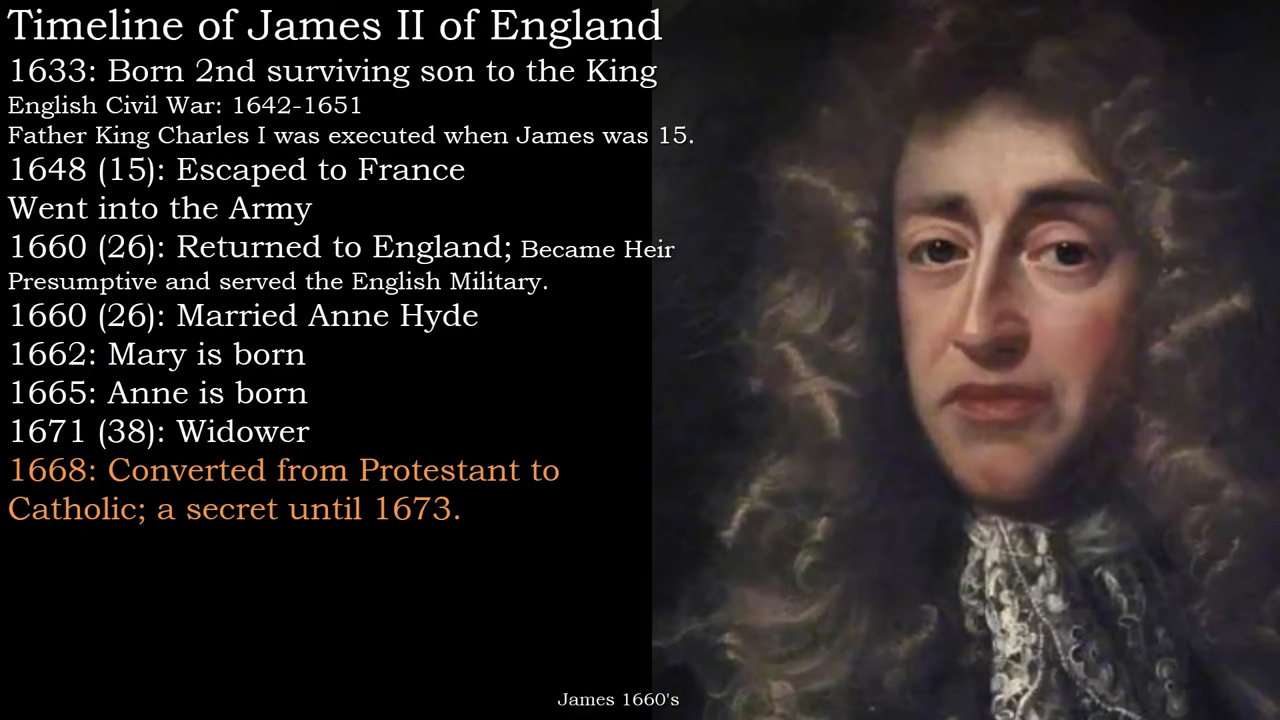 Timeline of James II of England
1633: Born 2nd surviving son to the King
English Civil War: 1642-1651
Father King Charles I was executed when James was 15.
1648 (15): Escaped to France
Went into the Army
1660 (26): Returned to England; Became Heir
Presumptive and served the English Military.
1660 (26): Married Anne Hyde
1662: Mary is born
1665: Anne is born
1671 (38): Widower
1668: Converted from Protestant to
Catholic; a secret until 1673.
James 1660's